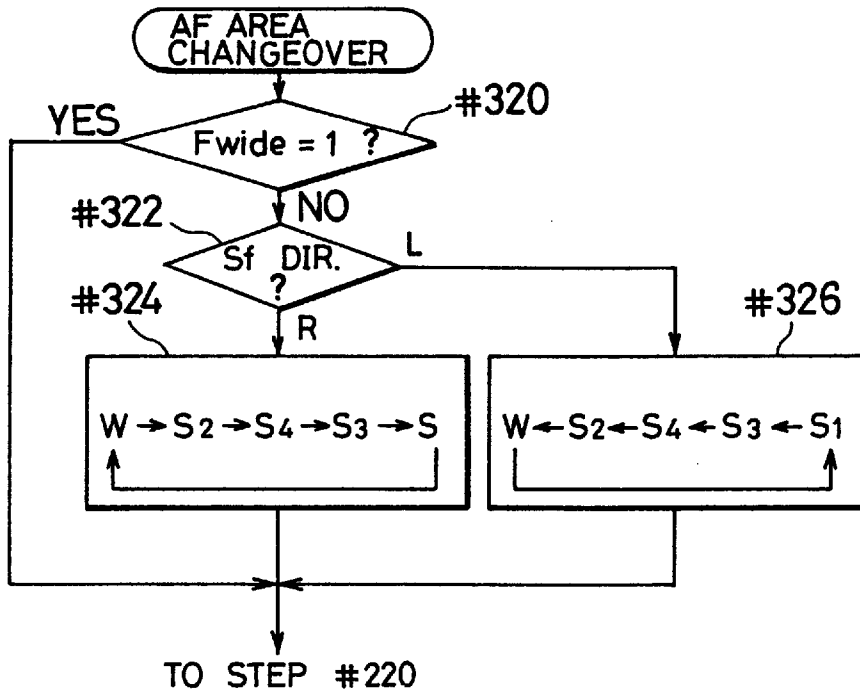 AF AREA
CHANGEOVER
#320
YES
Fwide = 1 ?
NO
#322
Sf DIR.
?
L
R
#324
#326
W → S2 → S4 → S3 → S
W ← S2 ← S4 ← S3 ← S1
TO STEP #220